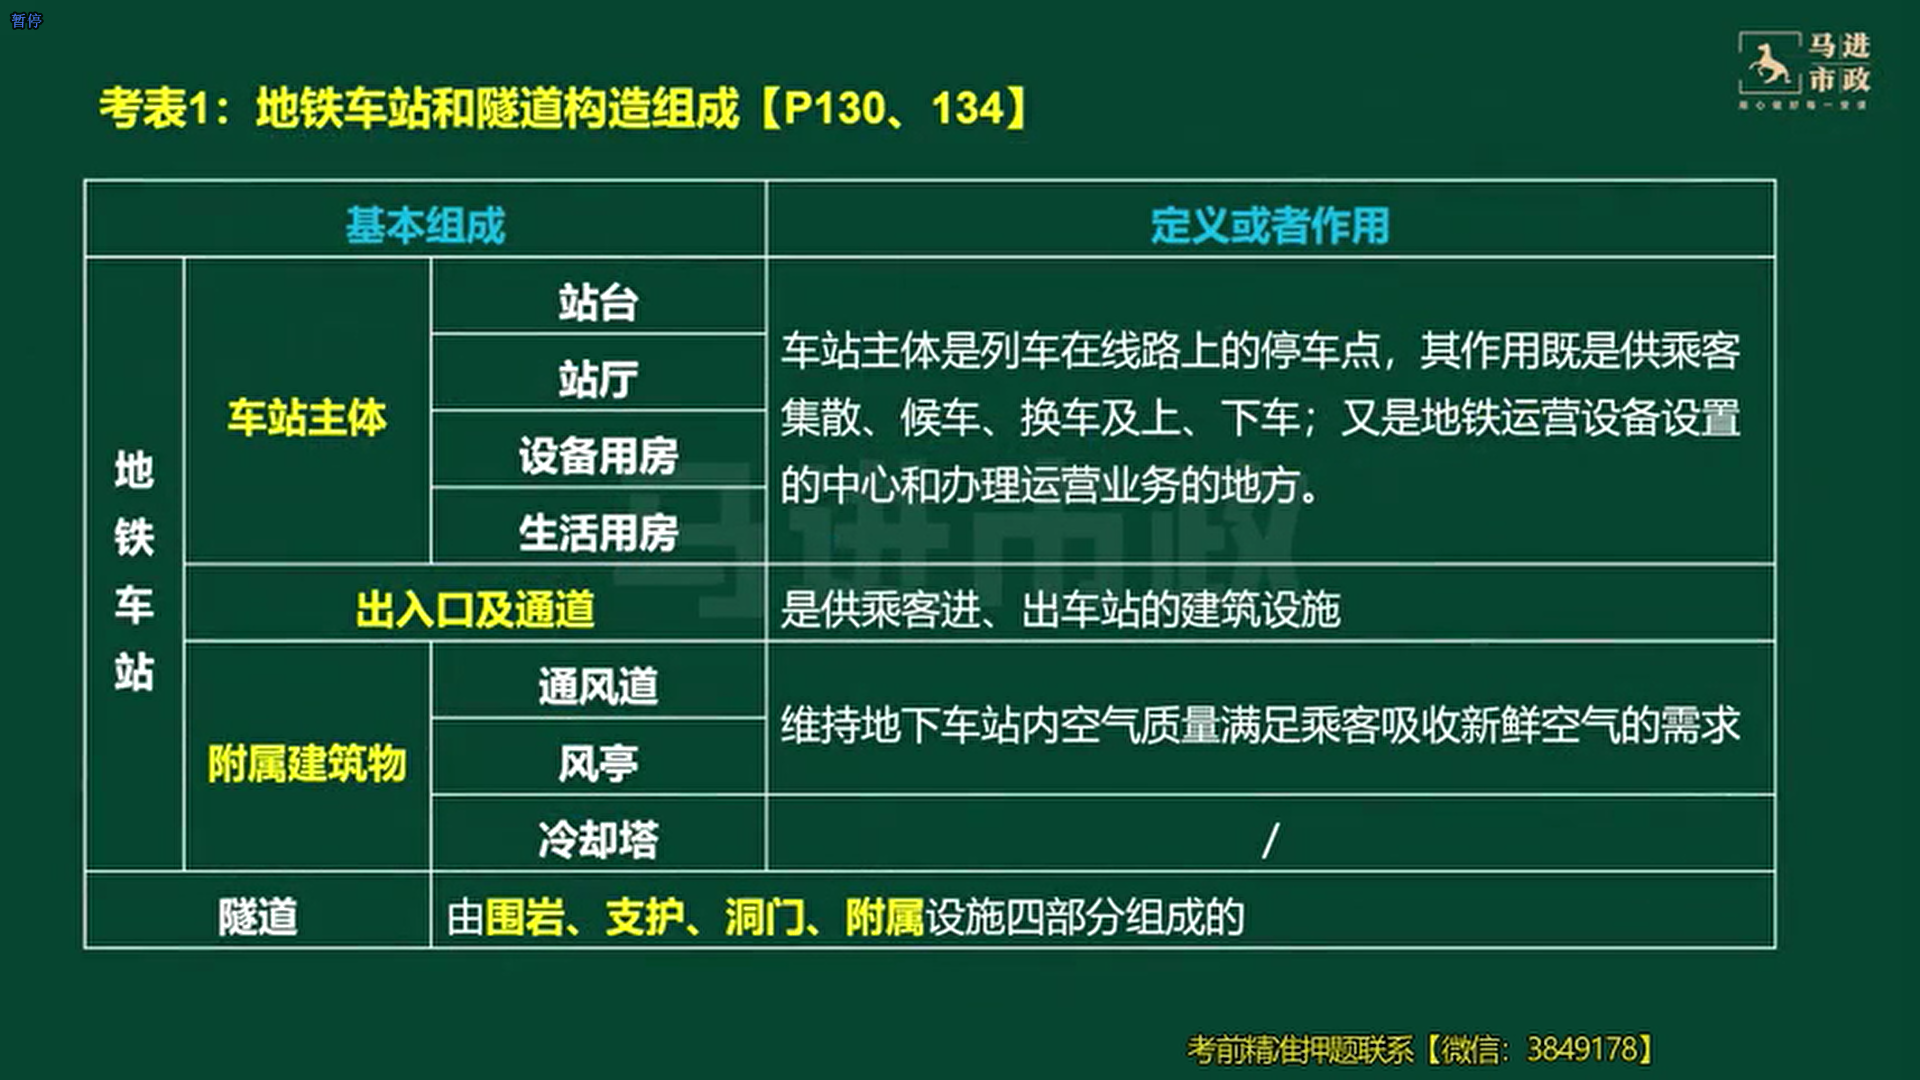 暂停
马进
市政
用心做好每一堂课
考表1：地铁车站和隧道构造组成【P130、134】
基本组成
定义或者作用
地铁车站
车站主体
站台
站厅
设备用房
生活用房
车站主体是列车在线路上的停车点，其作用既是供乘客
集散、候车、换车及上、下车；又是地铁运营设备设置
的中心和办理运营业务的地方。
出入口及通道
是供乘客进、出车站的建筑设施
附属建筑物
通风道
风亭
维持地下车站内空气质量满足乘客吸收新鲜空气的需求
冷却塔
/
隧道
由围岩、支护、洞门、附属设施四部分组成的
马进市政
考前精准押题联系【微信：3849178】